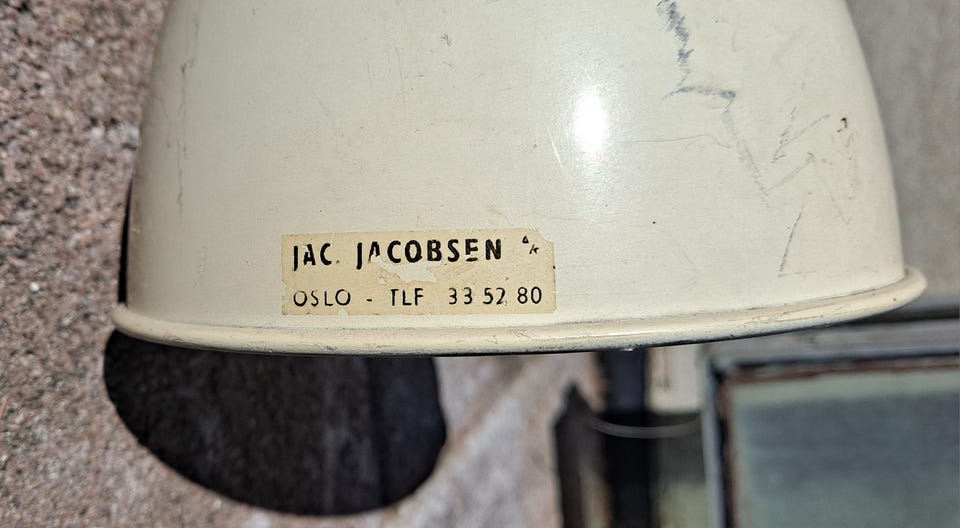 JAC. JACOBSEN A/S
OSLO - TLF 33 52 80